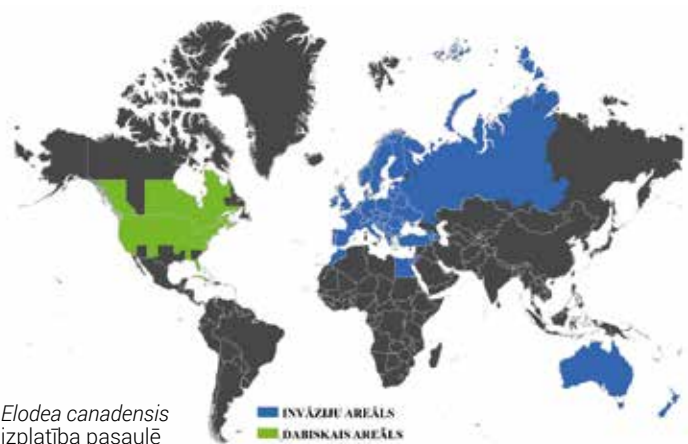 Elodea canadensis
izplatība pasaulē
INVĀZIJU AREĀLS
DABISKAIS AREĀLS